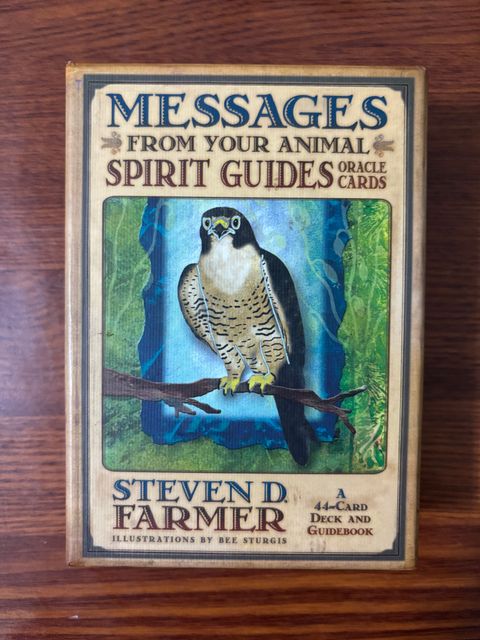 MESSAGES
FROM YOUR ANIMAL
SPIRIT GUIDES ORACLE CARDS
STEVEN D. FARMER
ILLUSTRATIONS BY BEE STURGIS
A
44-CARD
DECK AND
GUIDEBOOK